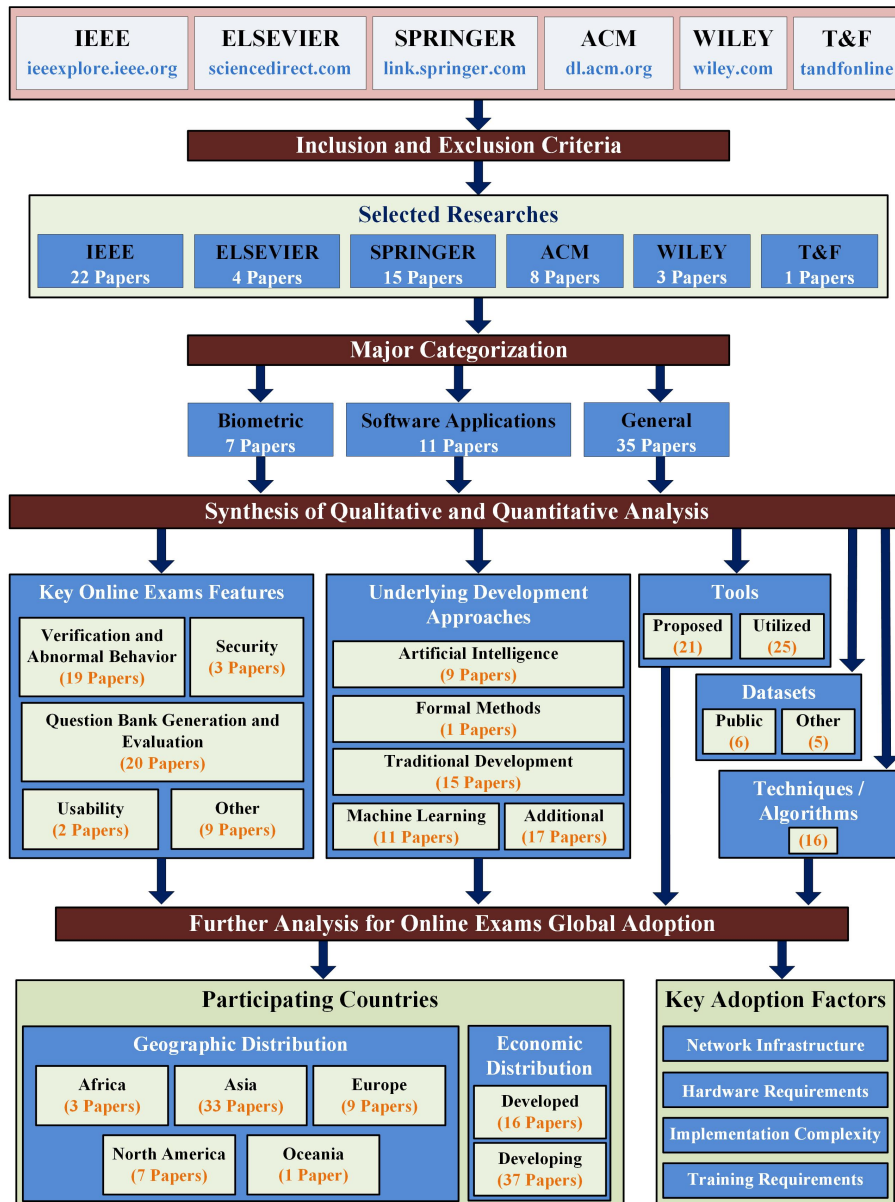 IEEE
ieeexplore.ieee.org
ELSEVIER
sciencedirect.com
SPRINGER
link.springer.com
ACM
dl.acm.org
WILEY
wiley.com
T&F
tandfonline
Inclusion and Exclusion Criteria
Selected Researches
IEEE
22 Papers
ELSEVIER
4 Papers
SPRINGER
15 Papers
ACM
8 Papers
WILEY
3 Papers
T&F
1 Papers
Major Categorization
Biometric
7 Papers
Software Applications
11 Papers
General
35 Papers
Synthesis of Qualitative and Quantitative Analysis
Key Online Exams Features
Verification and
Abnormal Behavior
(19 Papers)
Security
(3 Papers)
Question Bank Generation and
Evaluation
(20 Papers)
Usability
(2 Papers)
Other
(9 Papers)
Underlying Development
Approaches
Artificial Intelligence
(9 Papers)
Formal Methods
(1 Papers)
Traditional Development
(15 Papers)
Machine Learning
(11 Papers)
Additional
(17 Papers)
Tools
Proposed
(21)
Utilized
(25)
Datasets
Public
(6)
Other
(5)
Techniques /
Algorithms
(16)
Further Analysis for Online Exams Global Adoption
Participating Countries
Geographic Distribution
Africa
(3 Papers)
Asia
(33 Papers)
Europe
(9 Papers)
North America
(7 Papers)
Oceania
(1 Paper)
Economic
Distribution
Developed
(16 Papers)
Developing
(37 Papers)
Key Adoption Factors
Network Infrastructure
Hardware Requirements
Implementation Complexity
Training Requirements